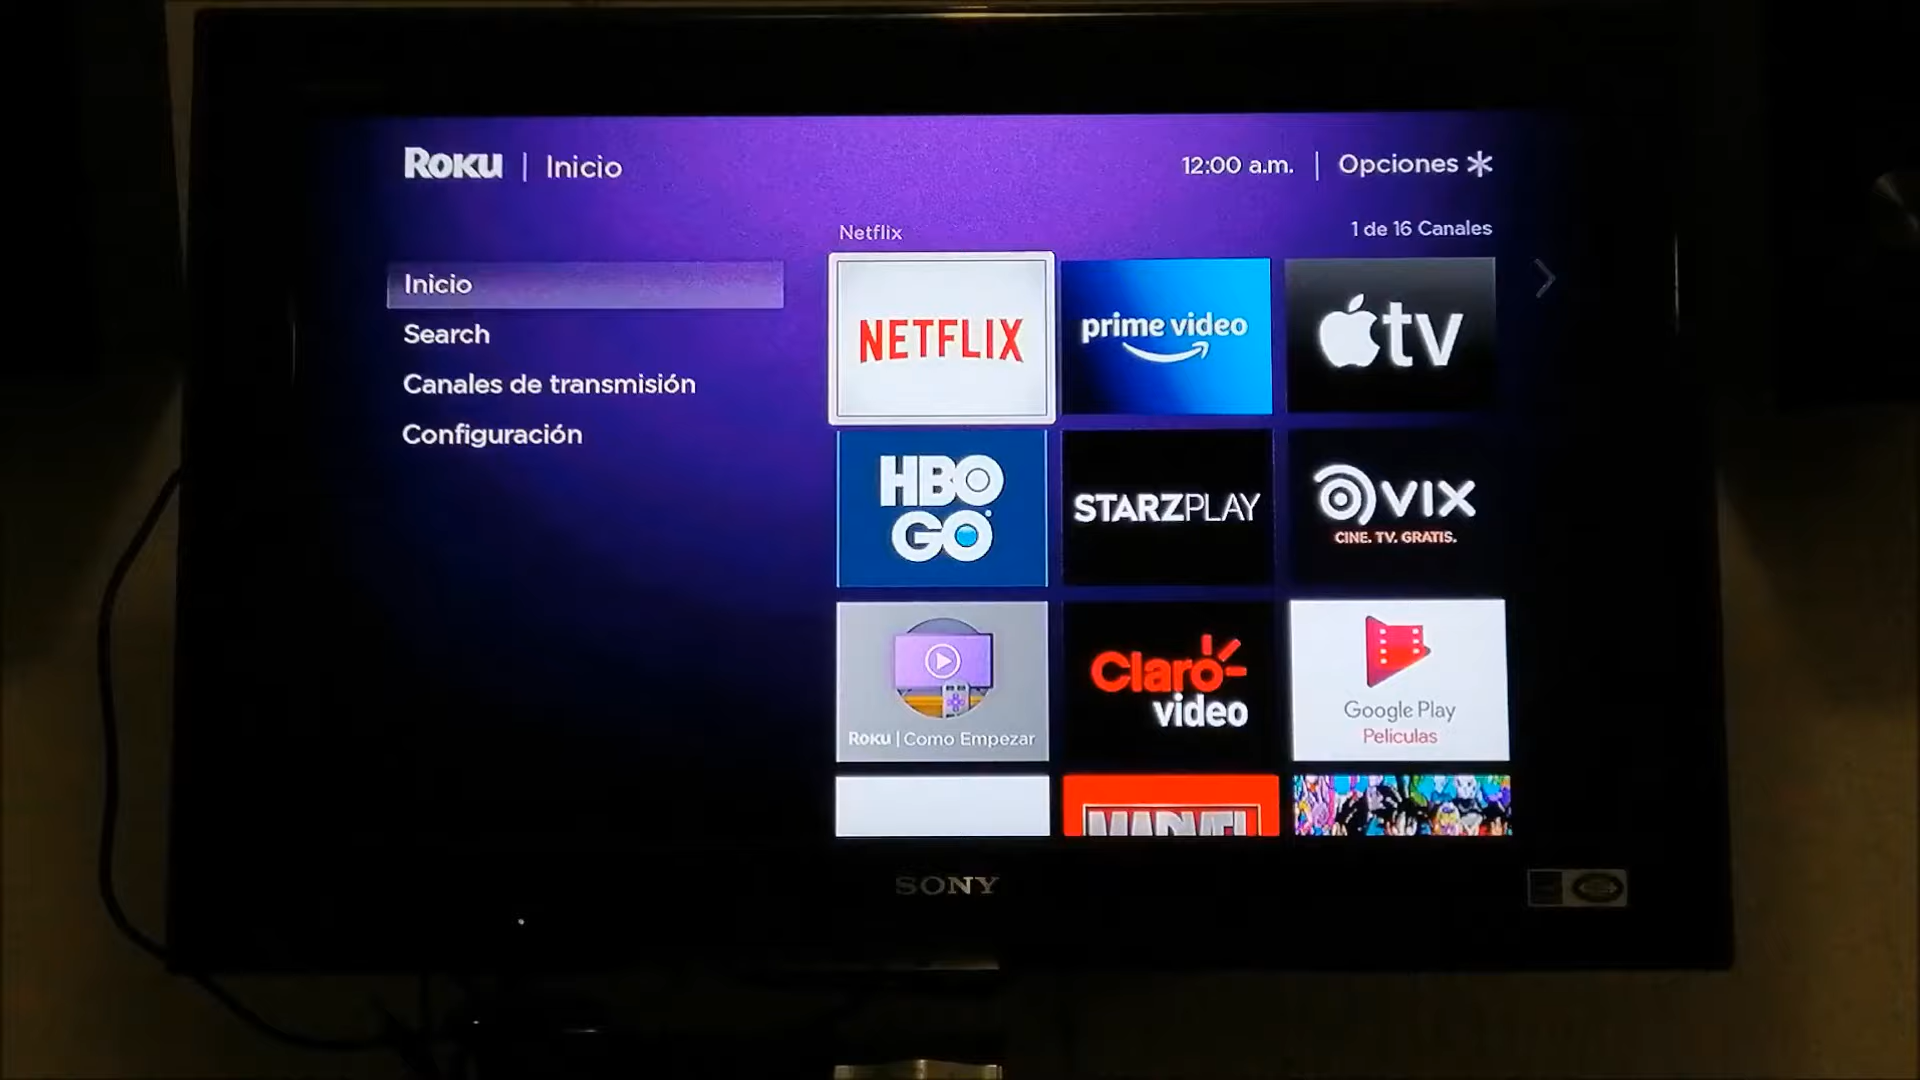 Roku | Inicio
12:00 a.m. | Opciones
Netflix
1 de 16 Canales
Inicio
Search
Canales de transmisión
Configuración
NETFLIX
prime video
tv
HBO
GO
STARZPLAY
VIX
CINE. TV. GRATIS.
Roku | Como Empezar
Claro
video
Google Play
Películas
MARVEL
SONY